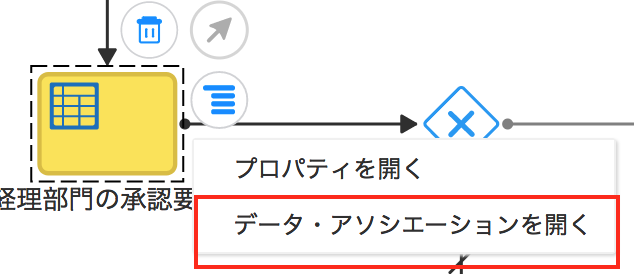 プロパティを開く
経理部門の承認要
データ・アソシエーションを開く